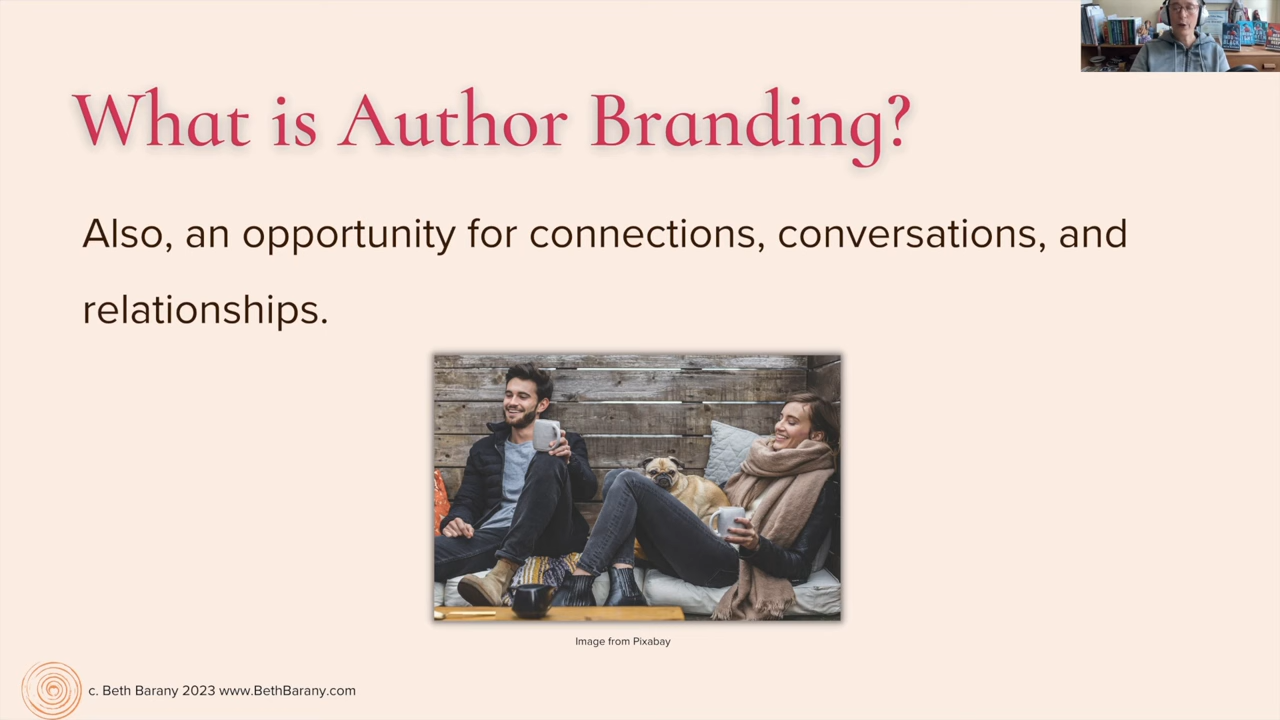 What is Author Branding?
Also, an opportunity for connections, conversations, and
relationships.
Image from Pixabay
c. Beth Barany 2023 www.BethBarany.com